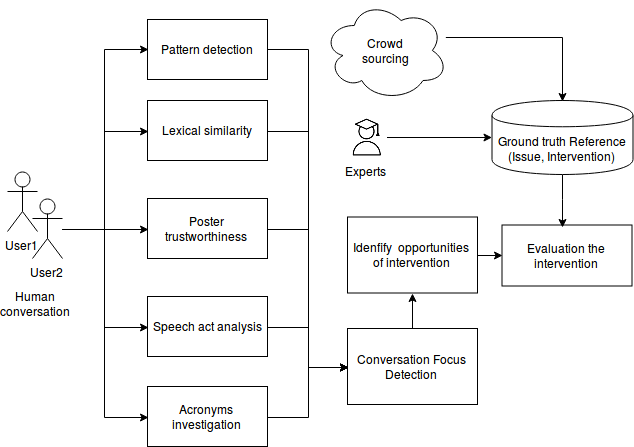 Pattern detection
Crowd
sourcing
Lexical similarity
Ground truth Reference
(Issue, Intervention)
Experts
User1
User2
Human
conversation
Poster
trustworthiness
Idenfify opportunities
of intervention
Evaluation the
intervention
Speech act analysis
Conversation Focus
Detection
Acronyms
investigation